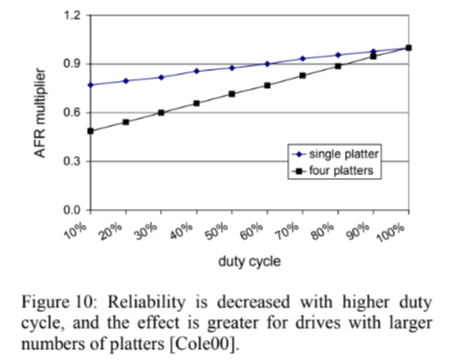 1.2
0.9
0.6
0.3
0.0
AFR multiplier
single platter
four platters
10% 20% 30% 40% 50% 60% 70% 80% 90% 100%
duty cycle
Figure 10: Reliability is decreased with higher duty
cycle, and the effect is greater for drives with larger
numbers of platters [Cole00].